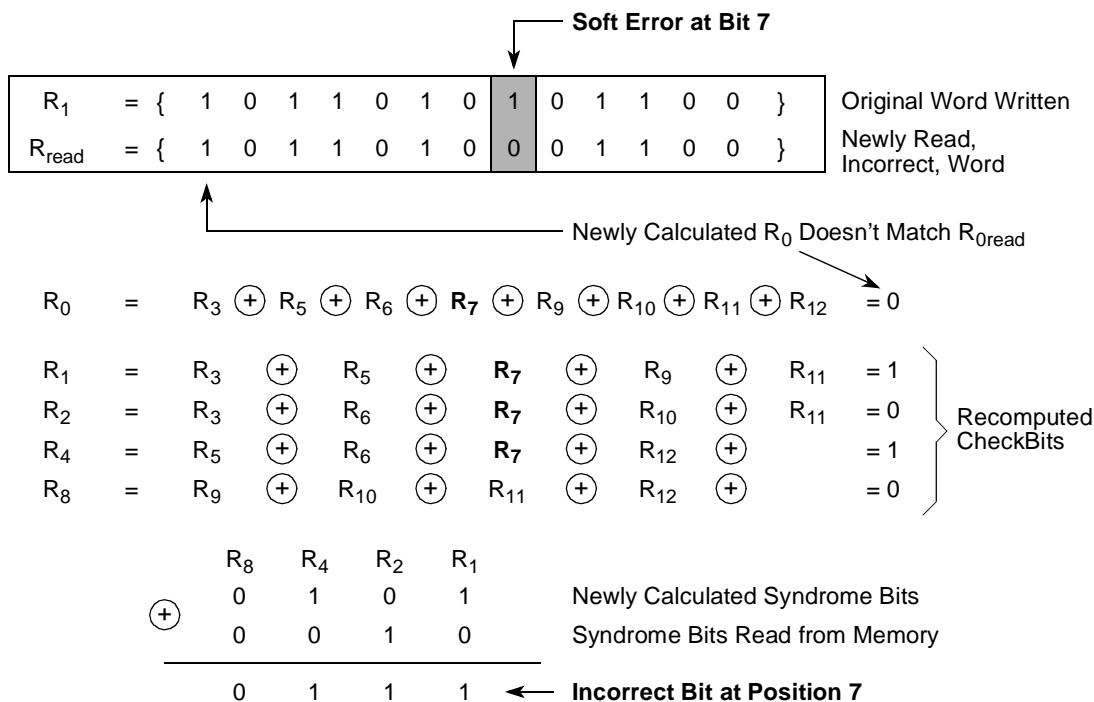 Soft Error at Bit 7
R1 = { 1 0 1 1 0 1 0 1 0 1 1 0 0 } Original Word Written
Rread = { 1 0 1 1 0 1 0 0 0 1 1 0 0 } Newly Read,
Incorrect, Word
Newly Calculated R0 Doesn't Match R0read
R0 = R3 (+) R5 (+) R6 (+) R7 (+) R9 (+) R10 (+) R11 (+) R12 = 0
R1 = R3 (+) R5 (+) R7 (+) R9 (+) R11 = 1
R2 = R3 (+) R6 (+) R7 (+) R10 (+) R11 = 0
R4 = R5 (+) R6 (+) R7 (+) R12 (+) = 1
R8 = R9 (+) R10 (+) R11 (+) R12 (+) = 0
Recomputed
CheckBits
R8 R4 R2 R1
0 1 0 1 Newly Calculated Syndrome Bits
(+)
0 0 1 0 Syndrome Bits Read from Memory
0 1 1 1 Incorrect Bit at Position 7